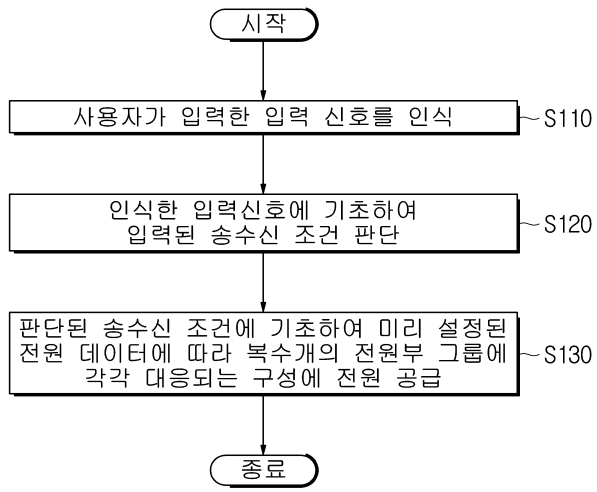 시작
사용자가 입력한 입력 신호를 인식
S110
인식한 입력신호에 기초하여
입력된 송수신 조건 판단
S120
판단된 송수신 조건에 기초하여 미리 설정된
전원 데이터에 따라 복수개의 전원부 그룹에
각각 대응되는 구성에 전원 공급
S130
종료